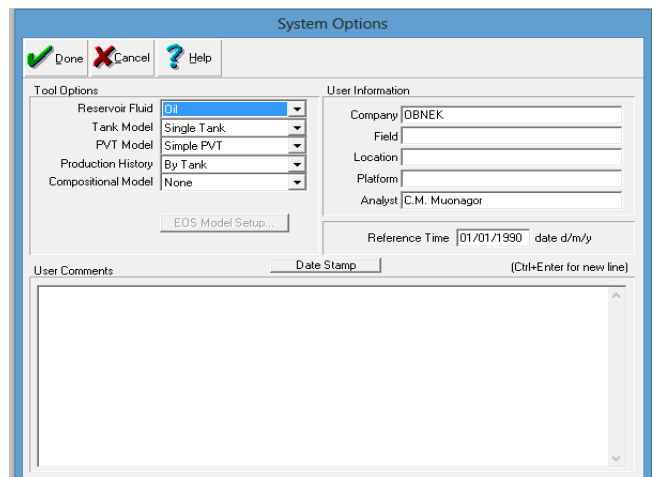 System Options
Done Cancel Help
Tool Options
Reservoir Fluid Oil
Tank Model Single Tank
PVT Model Simple PVT
Production History By Tank
Compositional Model None
EOS Model Setup...
User Information
Company OBNEK
Field
Location
Platform
Analyst C.M. Muonagor
Reference Time 01/01/1990 date d/m/y
User Comments Date Stamp (Ctrl+Enter for new line)